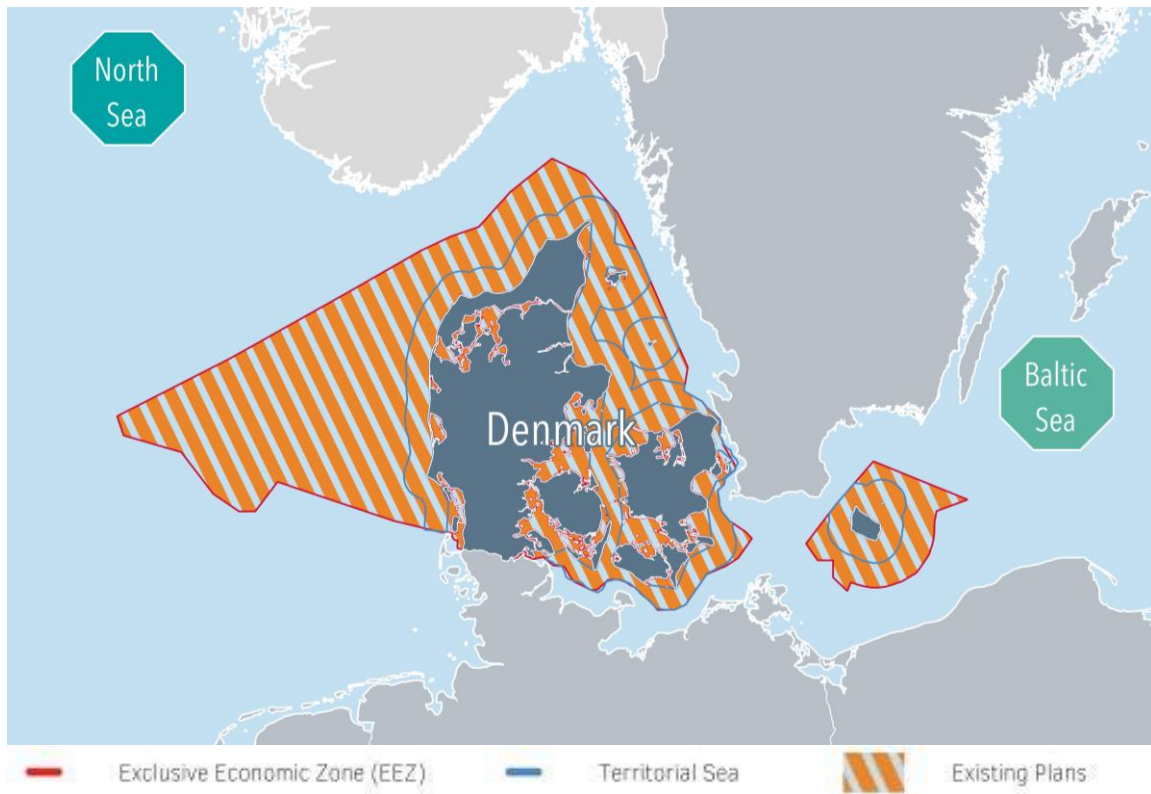 North
Sea
Denmark
Baltic
Sea
Exclusive Economic Zone (EEZ)
Territorial Sea
Existing Plans